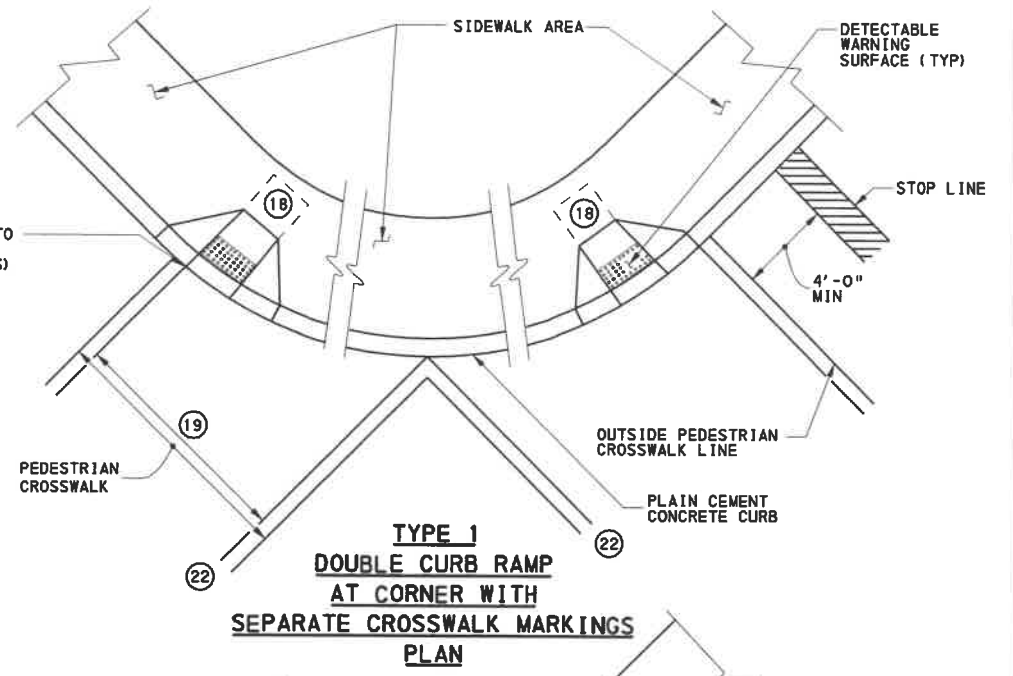 SIDEWALK AREA
DETECTABLE
WARNING
SURFACE (TYP)
STOP LINE
18
18
TO
S)
4'-0"
MIN
19
PEDESTRIAN
CROSSWALK
OUTSIDE PEDESTRIAN
CROSSWALK LINE
PLAIN CEMENT
CONCRETE CURB
22
22
TYPE 1
DOUBLE CURB RAMP
AT CORNER WITH
SEPARATE CROSSWALK MARKINGS
PLAN